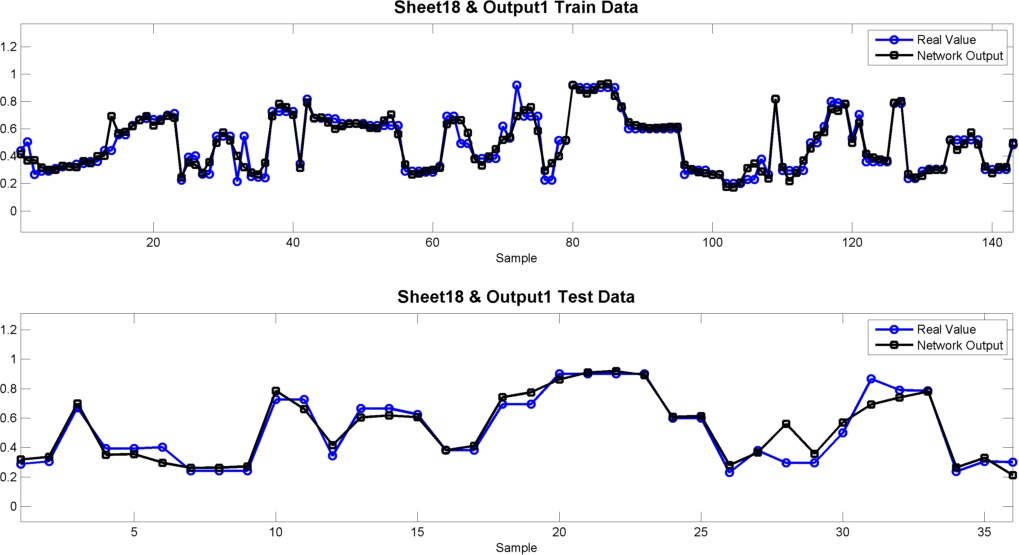 Sheet18 & Output1 Train Data
Real Value
Network Output
1.2
1
0.8
0.6
0.4
0.2
0
20 40 60 80 100 120 140
Sample
Sheet18 & Output1 Test Data
Real Value
Network Output
1.2
1
0.8
0.6
0.4
0.2
0
5 10 15 20 25 30 35
Sample